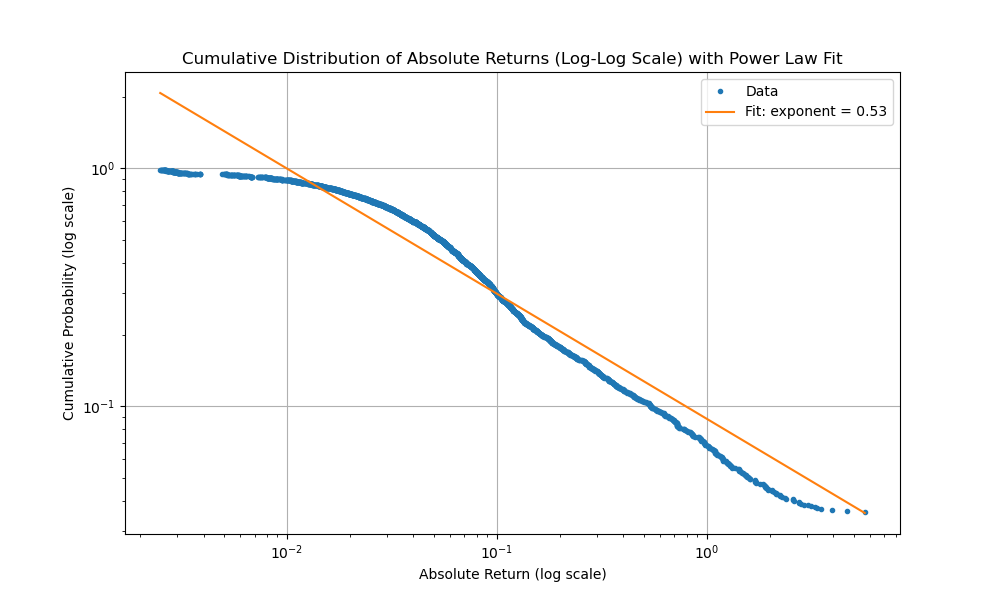 Cumulative Distribution of Absolute Returns (Log-Log Scale) with Power Law Fit
Data
Fit: exponent = 0.53
Cumulative Probability (log scale)
10⁰
10⁻¹
10⁻²
10⁻¹
10⁰
Absolute Return (log scale)